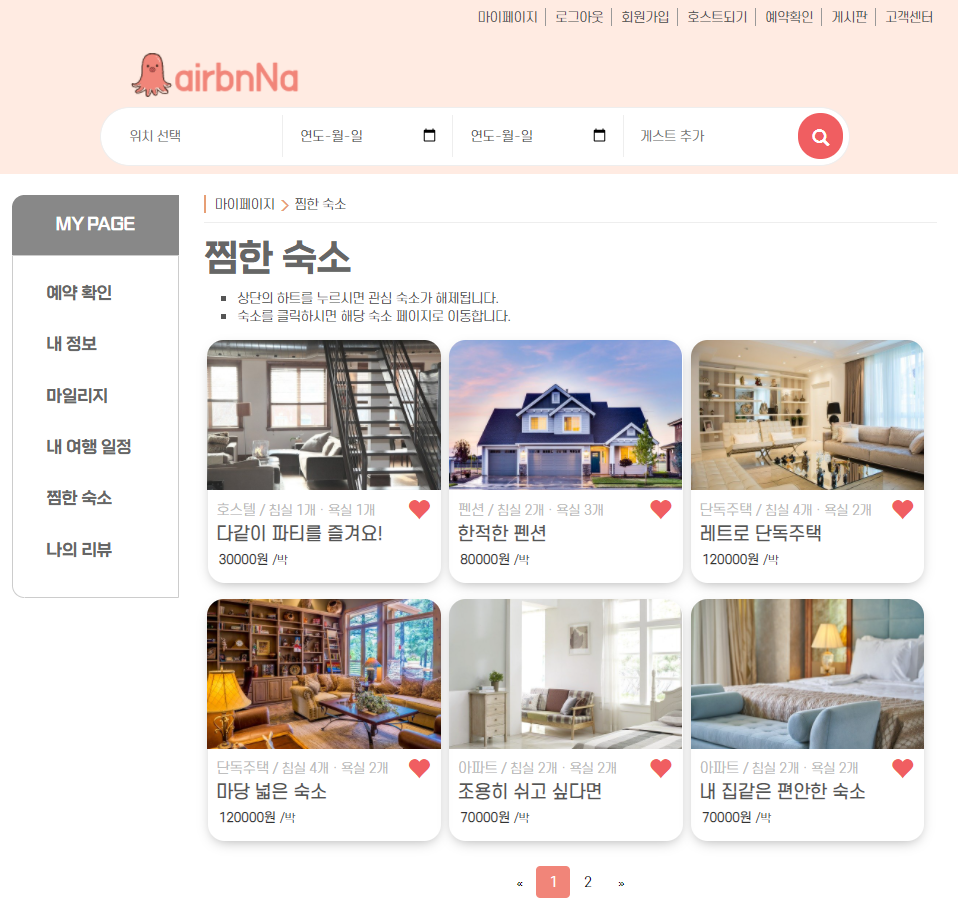 마이페이지 로그아웃 회원가입 호스트되기 예약확인 게시판 고객센터
airbnNa
위치 선택 연도-월-일 연도-월-일 게스트 추가
MY PAGE
예약 확인
내 정보
마일리지
내 여행 일정
찜한 숙소
나의 리뷰
마이페이지 > 찜한 숙소
찜한 숙소
상단의 하트를 누르시면 관심 숙소가 해제됩니다.
숙소를 클릭하시면 해당 숙소 페이지로 이동합니다.
호스텔 / 침실 1개 · 욕실 1개
다같이 파티를 즐겨요!
30000원 /박
펜션 / 침실 2개 · 욕실 3개
한적한 펜션
80000원 /박
단독주택 / 침실 4개 · 욕실 2개
레트로 단독주택
120000원 /박
단독주택 / 침실 4개 · 욕실 2개
마당 넓은 숙소
120000원 /박
아파트 / 침실 2개 · 욕실 2개
조용히 쉬고 싶다면
70000원 /박
아파트 / 침실 2개 · 욕실 2개
내 집같은 편안한 숙소
70000원 /박
« 1 2 »